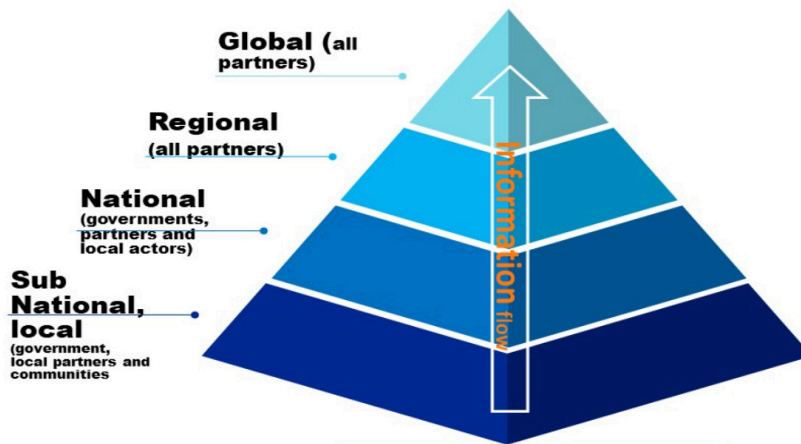 Global (all
partners)
Regional
(all partners)
National
(governments,
partners and
local actors)
Sub
National,
local
(government,
local partners and
communities
Information flow